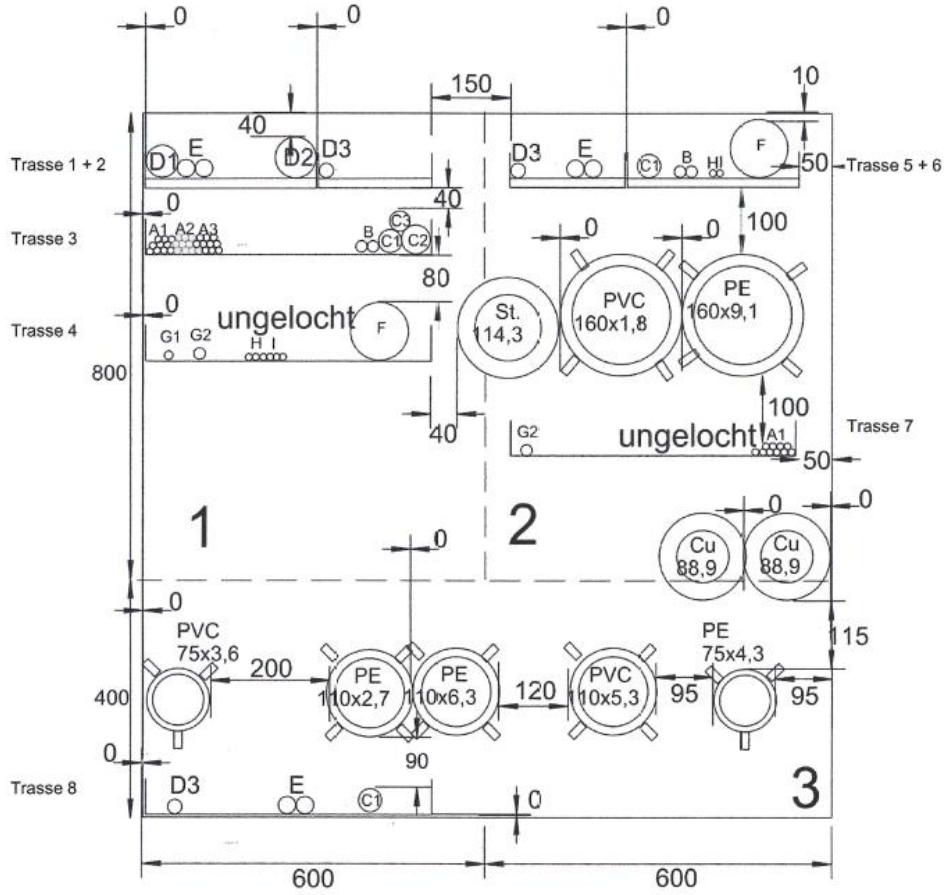 0
0
0
10
150
40
D1 E D2 D3
D3 E C1 B HI F
50
Trasse 1 + 2
Trasse 5 + 6
0
40
100
Trasse 3
A1 A2 A3
B C1 C3 C2
0
0
80
0
ungelocht
Trasse 4
G1 G2 H I F
St.
114,3
PVC
160x1,8
PE
160x9,1
800
40
100
G2
ungelocht
A1
Trasse 7
50
1
2
0
0
0
Cu
88,9
Cu
88,9
0
PVC
75x3,6
PE
75x4,3
115
200
PE
110x2,7
PE
110x6,3
120
PVC
110x5,3
95
95
400
0
90
Trasse 8
D3 E C1
0
3
600
600